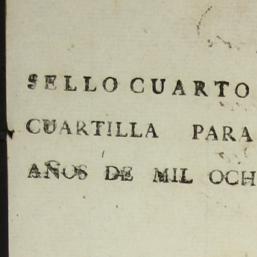 SELLO CUARTO
CUARTILLA PARA
AÑOS DE MIL OCH